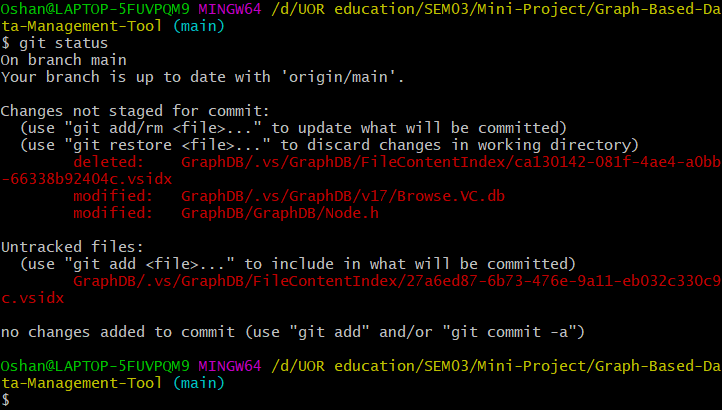 Oshan@LAPTOP-5FUVPQM9 MINGW64 /d/UOR education/SEM03/Mini-Project/Graph-Based-Da
ta-Management-Tool (main)
$ git status
On branch main
Your branch is up to date with 'origin/main'.

Changes not staged for commit:
  (use "git add/rm <file>..." to update what will be committed)
  (use "git restore <file>..." to discard changes in working directory)
        deleted:    GraphDB/.vs/GraphDB/FileContentIndex/ca130142-081f-4ae4-a0bb
-66338b92404c.vsidx
        modified:   GraphDB/.vs/GraphDB/v17/Browse.VC.db
        modified:   GraphDB/GraphDB/Node.h

Untracked files:
  (use "git add <file>..." to include in what will be committed)
        GraphDB/.vs/GraphDB/FileContentIndex/27a6ed87-6b73-476e-9a11-eb032c330c9
c.vsidx

no changes added to commit (use "git add" and/or "git commit -a")

Oshan@LAPTOP-5FUVPQM9 MINGW64 /d/UOR education/SEM03/Mini-Project/Graph-Based-Da
ta-Management-Tool (main)
$